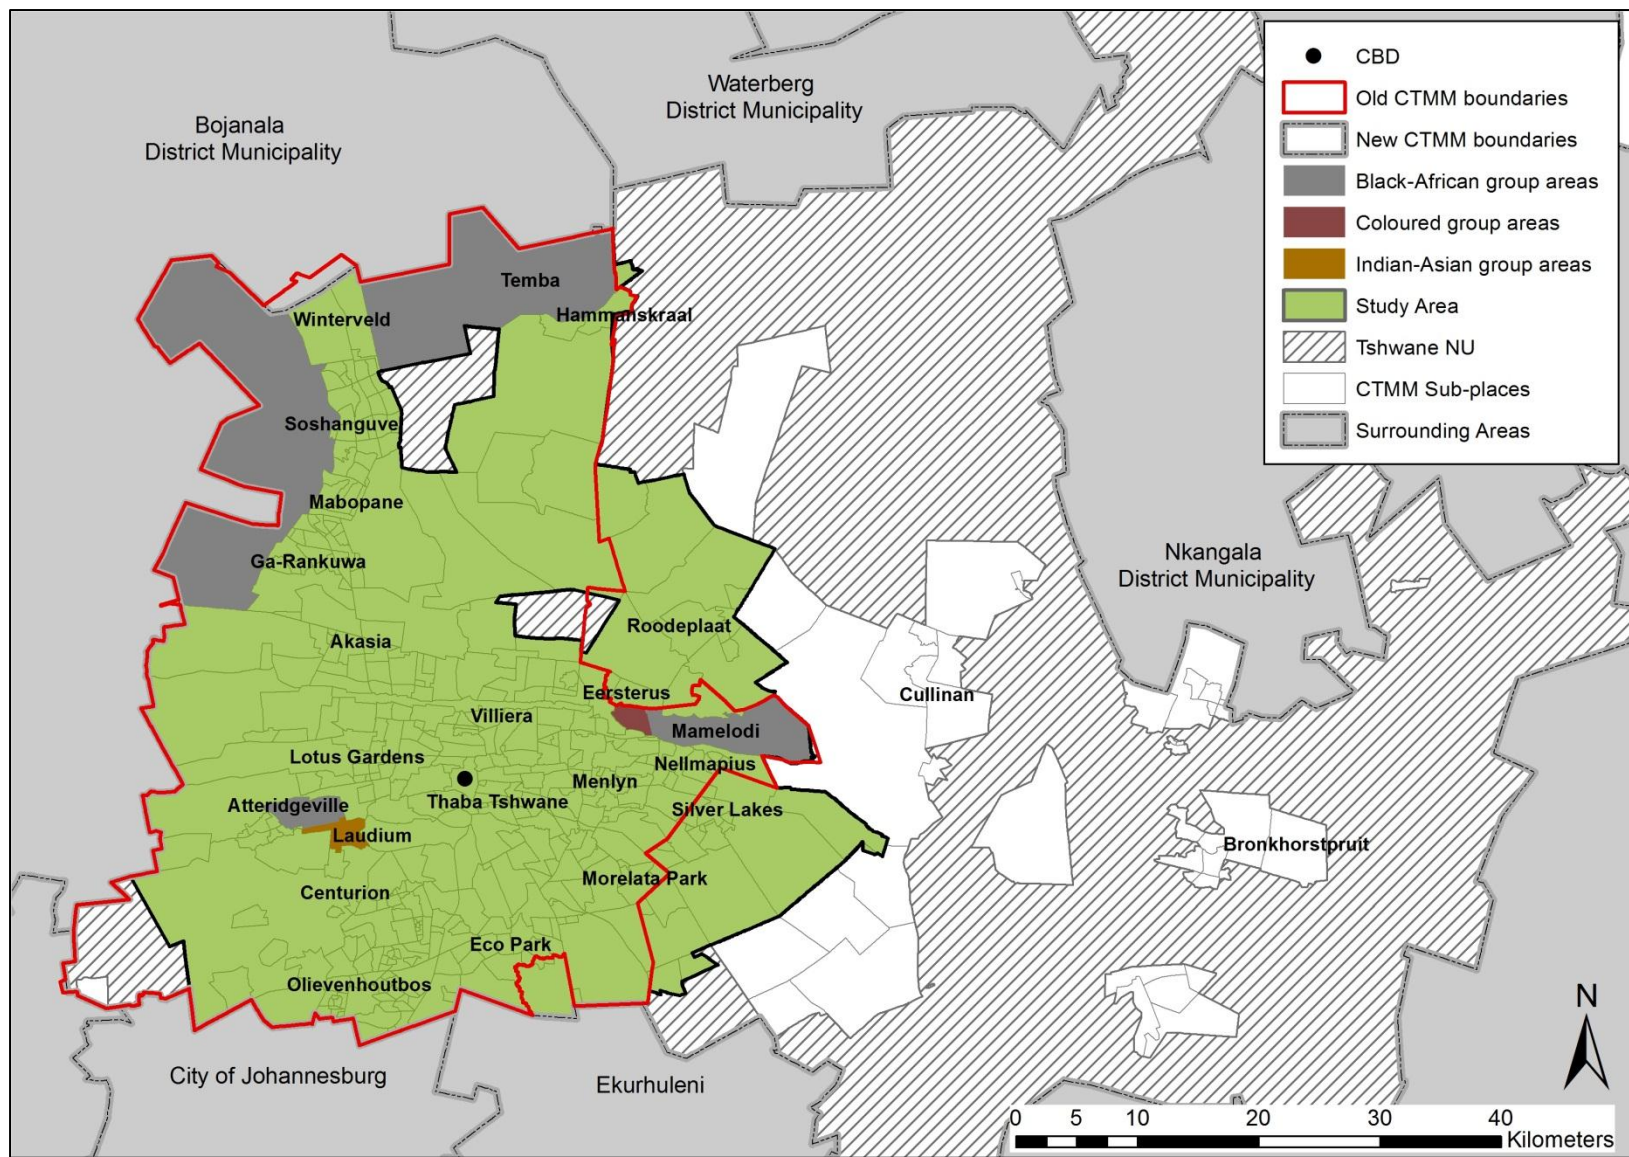 Waterberg
District Municipality
Bojanala
District Municipality
CBD
Old CTMM boundaries
New CTMM boundaries
Black-African group areas
Coloured group areas
Indian-Asian group areas
Study Area
Tshwane NU
CTMM Sub-places
Surrounding Areas
Temba
Hammanskraal
Winterveld
Soshanguve
Mabopane
Ga-Rankuwa
Nkangala
District Municipality
Akasia
Roodeplaat
Eersterus
Cullinan
Villiera
Mamelodi
Lotus Gardens
Nellmapius
Menlyn
Atteridgeville
Thaba Tshwane
Silver Lakes
Laudium
Bronkhorstpruit
Morelata Park
Centurion
Eco Park
Olievenhoutbos
City of Johannesburg
Ekurhuleni
N
0 5 10 20 30 40
Kilometers